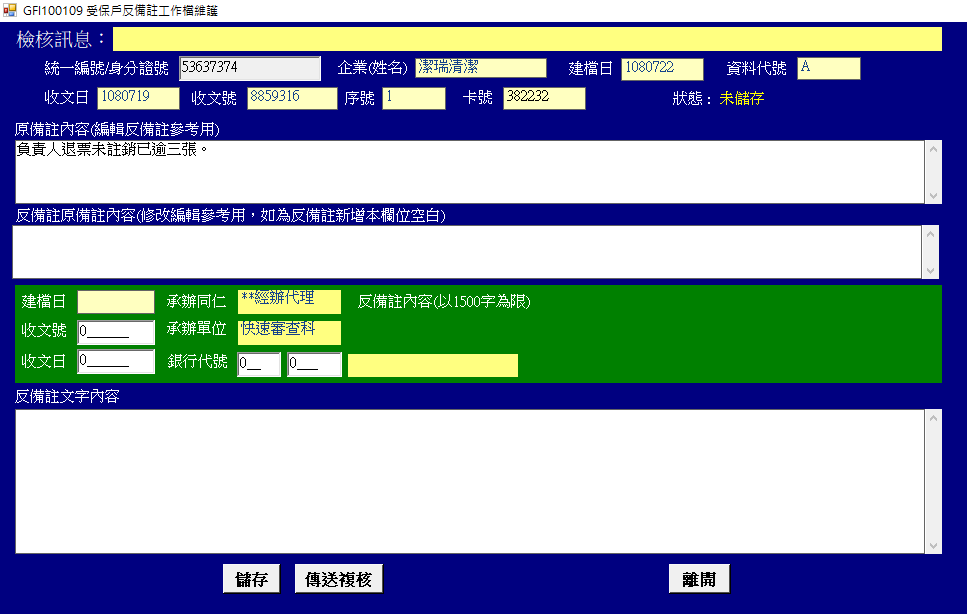 GFI100109 受保戶反備註工作檔維護
檢核訊息：
統一編號/身分證號 53637374 企業(姓名) 潔瑞清潔 建檔日 1080722 資料代號 A
收文日 1080719 收文號 8859316 序號 1 卡號 382232 狀態： 未儲存
原備註內容(編輯反備註參考用)
負責人退票未註銷已逾三張。
反備註原備註內容(修改編輯參考用，如為反備註新增本欄位空白)
建檔日 承辦同仁 **經辦代理 反備註內容(以1500字為限)
收文號 0______ 承辦單位 快速審查科
收文日 0______ 銀行代號 0__ 0___
反備註文字內容
儲存 傳送複核 離開